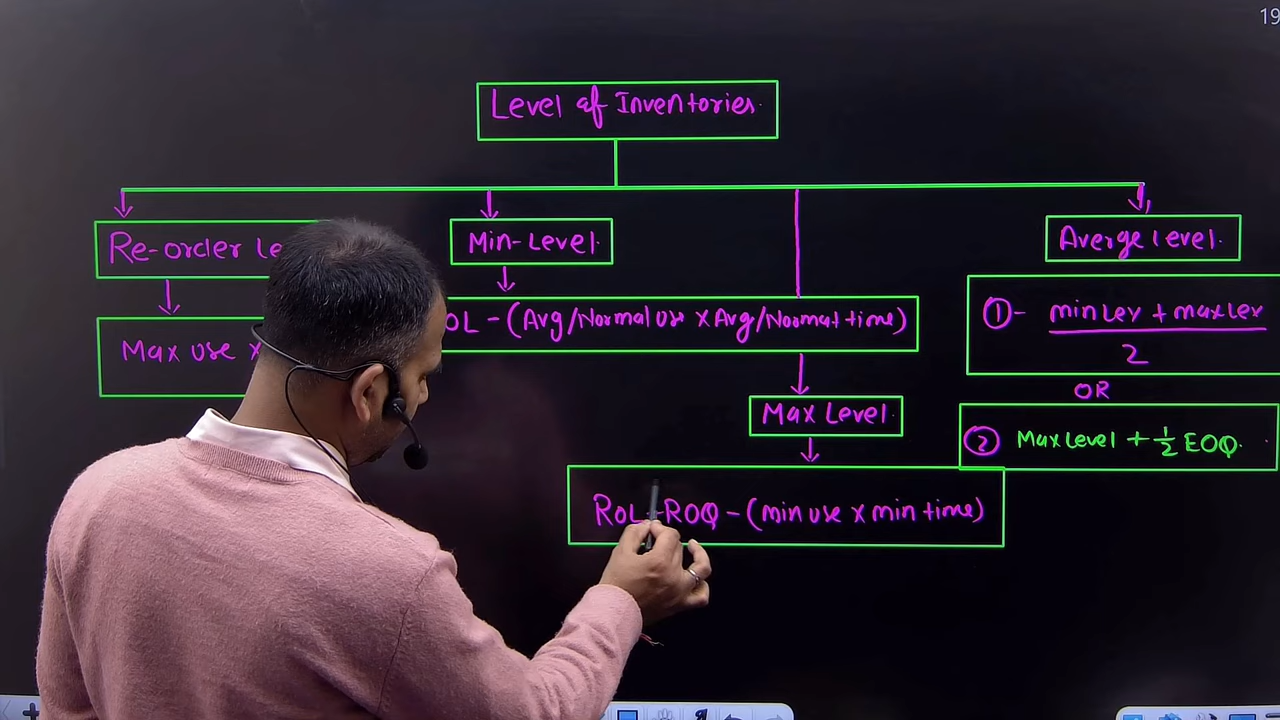 19
Level of Inventories
Re-order
Min-Level
Averge level
Max use x
OL - (Avg/Normal use x Avg/Normal time)
①- min Lev + max Lev
2
OR
Max Level
② Max Level + 1/2 EOQ
ROL + ROQ - (min use x min time)